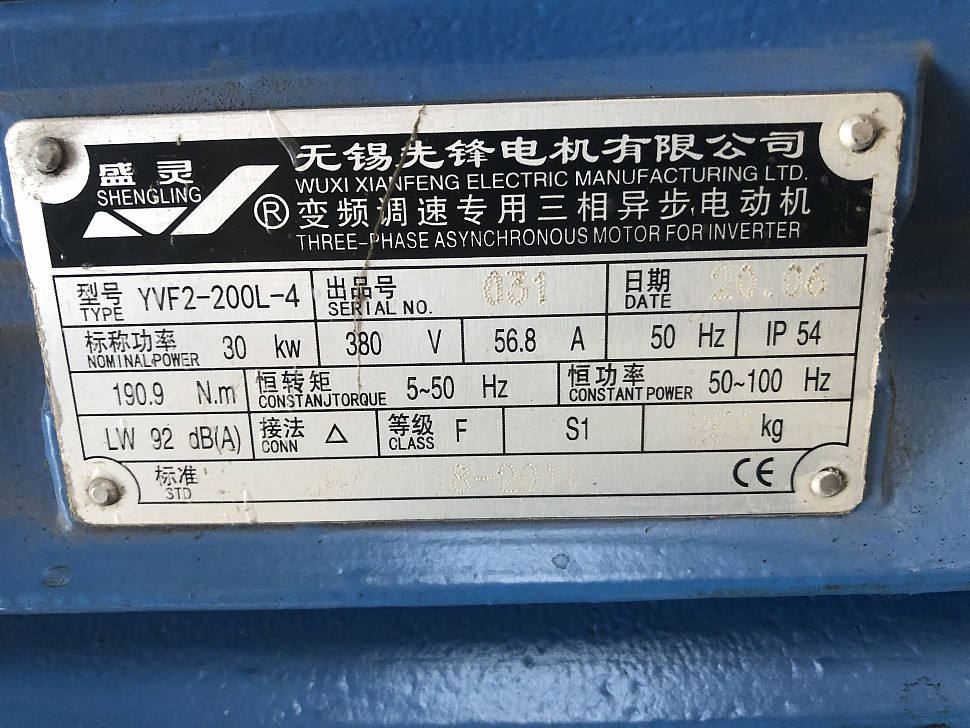 盛灵
SHENGLING
®
无锡先锋电机有限公司
WUXI XIANFENG ELECTRIC MANUFACTURING LTD.
变频调速专用三相异步电动机
THREE-PHASE ASYNCHRONOUS MOTOR FOR INVERTER
型号 TYPE YVF2-200L-4 出品号 SERIAL NO. 031 日期 DATE 20.06
标称功率 NOMINAL POWER 30 kw 380 V 56.8 A 50 Hz IP 54
190.9 N.m 恒转矩 CONSTANJTORQUE 5~50 Hz 恒功率 CONSTANT POWER 50~100 Hz
LW 92 dB(A) 接法 CONN △ 等级 CLASS F S1 kg
标准 STD 8-2014 CE